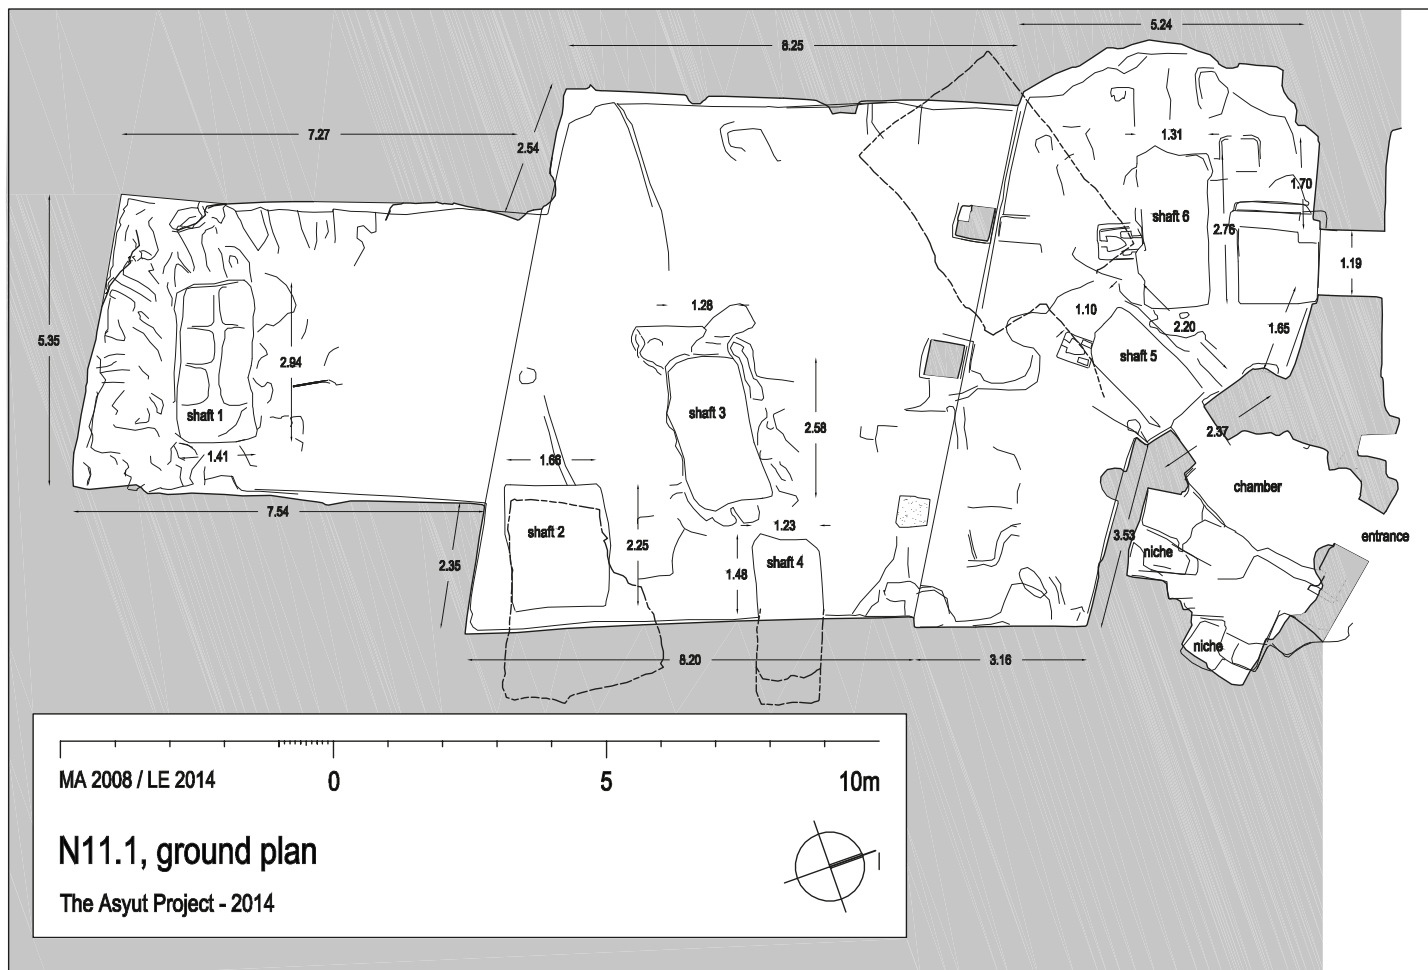 5.24
8.25
7.27
1.31
2.54
1.70
shaft 6
2.76
1.19
1.28
1.10
2.20
1.65
5.35
shaft 5
2.94
shaft 1
shaft 3
2.58
2.37
1.41
1.66
chamber
7.54
shaft 2
2.25
1.23
3.53
entrance
2.35
1.48
shaft 4
niche
niche
8.20
3.16
MA 2008 / LE 2014
0
5
10m
N11.1, ground plan
The Asyut Project - 2014